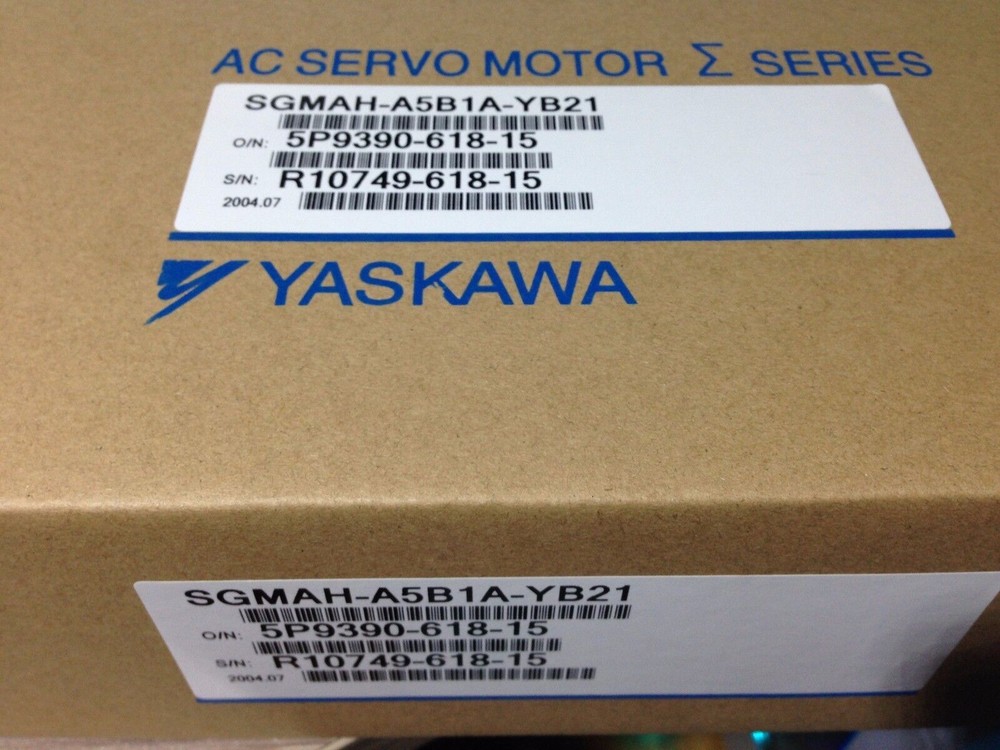 AC SERVO MOTOR Σ SERIES
SGMAH-A5B1A-YB21
O/N: 5P9390-618-15
S/N: R10749-618-15
2004.07
YASKAWA
SGMAH-A5B1A-YB21
O/N: 5P9390-618-15
S/N: R10749-618-15
2004.07